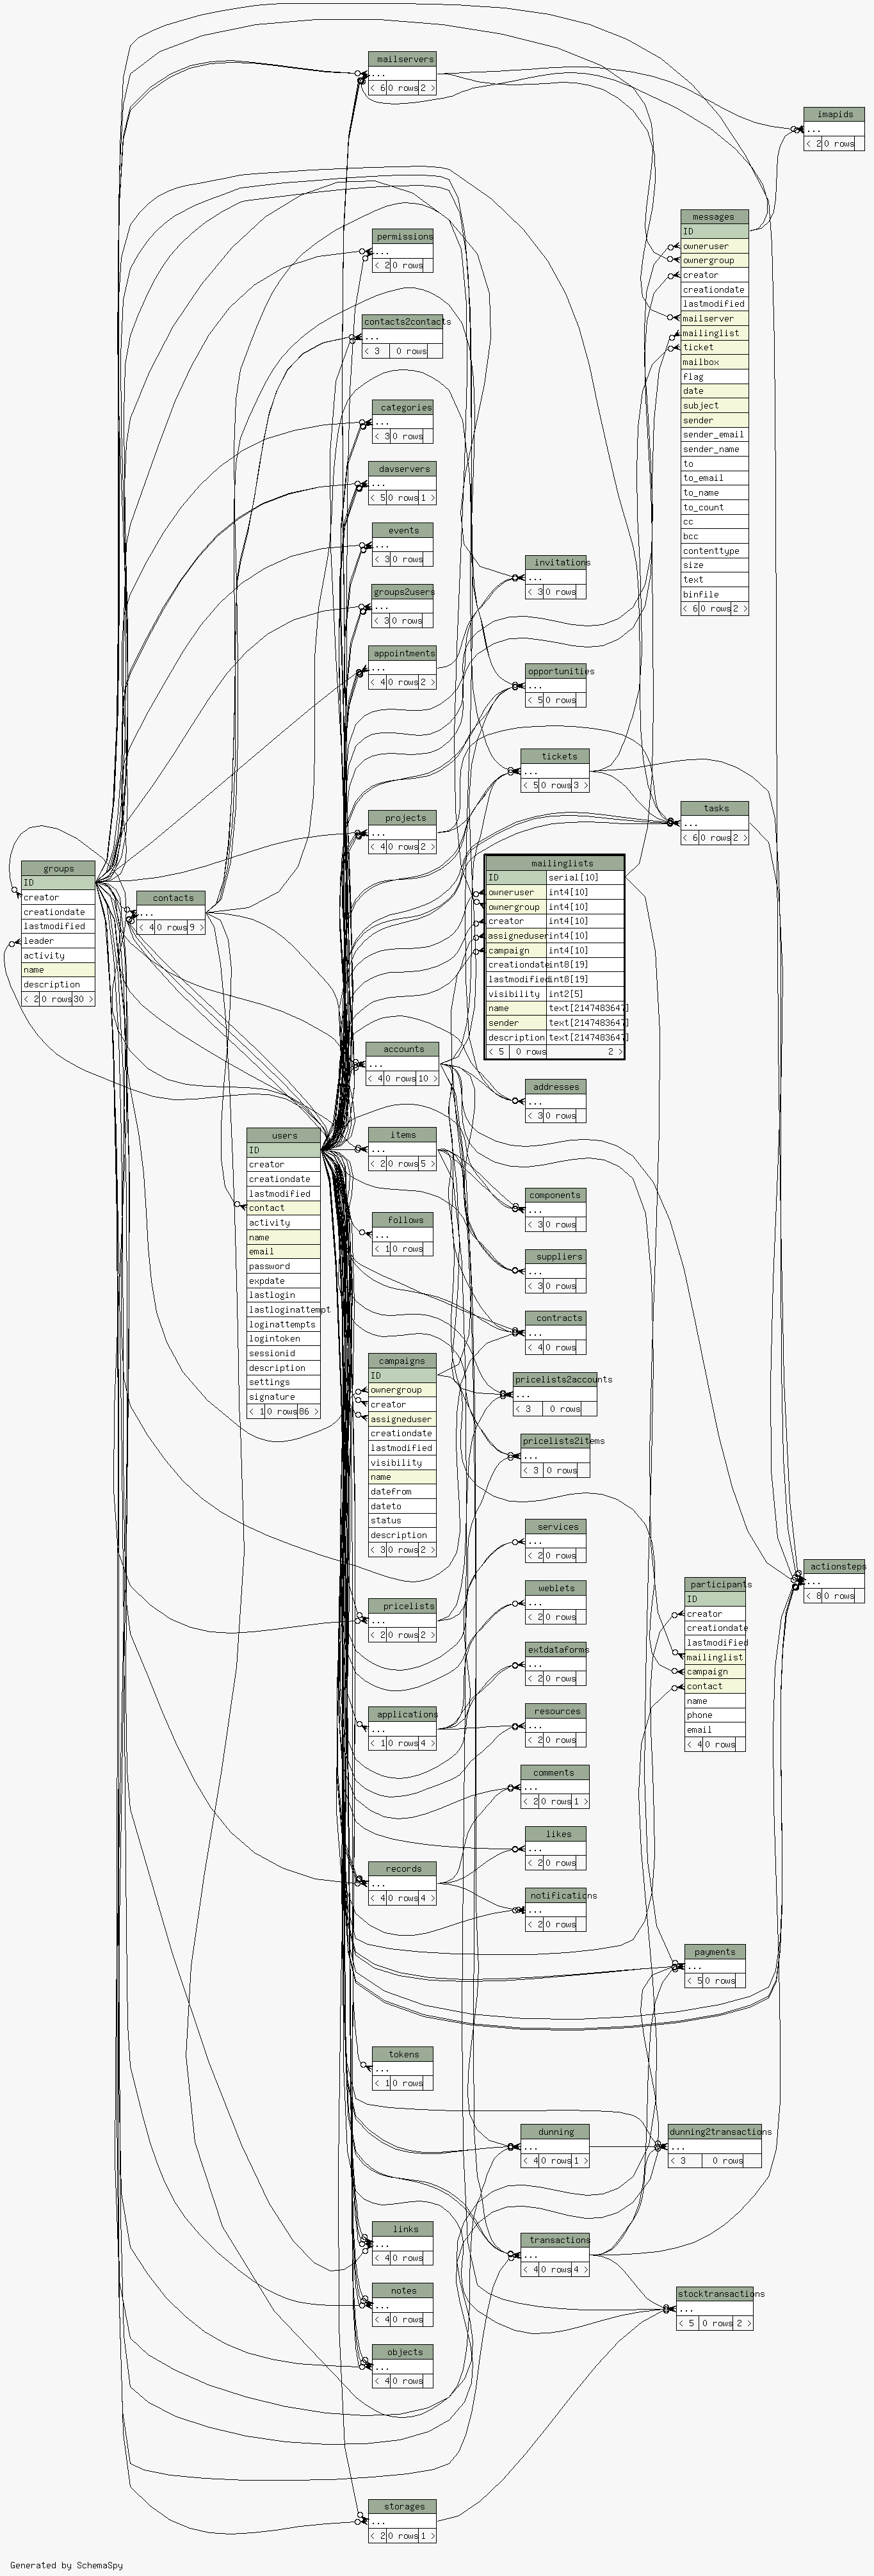 mailservers
...
< 6 0 rows 2 >
imapids
...
< 2 0 rows
messages
ID
owneruser
ownergroup
creator
creationdate
lastmodified
mailserver
mailinglist
ticket
mailbox
flag
date
subject
sender
sender_email
sender_name
to
to_email
to_name
to_count
cc
bcc
contenttype
size
text
binfile
< 6 0 rows 2 >
permissions
...
< 2 0 rows
contacts2contacts
...
< 3 0 rows
categories
...
< 3 0 rows
davservers
...
< 5 0 rows 1 >
events
...
< 3 0 rows
groups2users
...
< 3 0 rows
appointments
...
< 4 0 rows 2 >
invitations
...
< 3 0 rows
opportunities
...
< 5 0 rows
tickets
...
< 5 0 rows 3 >
tasks
...
< 6 0 rows 2 >
projects
...
< 4 0 rows 2 >
groups
ID
creator
creationdate
lastmodified
leader
activity
name
description
< 2 0 rows 30 >
contacts
...
< 4 0 rows 9 >
mailinglists
ID serial[10]
owneruser int4[10]
ownergroup int4[10]
creator int4[10]
assigneduser int4[10]
campaign int4[10]
creationdate int8[19]
lastmodified int8[19]
visibility int2[5]
name text[2147483647]
sender text[2147483647]
description text[2147483647]
< 5 0 rows 2 >
accounts
...
< 4 0 rows 10 >
addresses
...
< 3 0 rows
users
ID
creator
creationdate
lastmodified
contact
activity
name
email
password
expdate
lastlogin
lastloginattempt
loginattempts
logintoken
sessionid
description
settings
signature
< 1 0 rows 86 >
items
...
< 2 0 rows 5 >
follows
...
< 1 0 rows
components
...
< 3 0 rows
suppliers
...
< 3 0 rows
contracts
...
< 4 0 rows
campaigns
ID
ownergroup
creator
assigneduser
creationdate
lastmodified
visibility
name
datefrom
dateto
status
description
< 3 0 rows 2 >
pricelists2accounts
...
< 3 0 rows
pricelists2items
...
< 3 0 rows
services
...
< 2 0 rows
weblets
...
< 2 0 rows
extdataforms
...
< 2 0 rows
resources
...
< 2 0 rows
pricelists
...
< 2 0 rows 2 >
applications
...
< 1 0 rows 4 >
actionsteps
...
< 8 0 rows
participants
ID
creator
creationdate
lastmodified
mailinglist
campaign
contact
name
phone
email
< 4 0 rows
comments
...
< 2 0 rows 1 >
likes
...
< 2 0 rows
records
...
< 4 0 rows 4 >
notifications
...
< 2 0 rows
payments
...
< 5 0 rows
tokens
...
< 1 0 rows
dunning
...
< 4 0 rows 1 >
dunning2transactions
...
< 3 0 rows
links
...
< 4 0 rows
transactions
...
< 4 0 rows 4 >
notes
...
< 4 0 rows
stocktransactions
...
< 5 0 rows 2 >
objects
...
< 4 0 rows
storages
...
< 2 0 rows 1 >
Generated by SchemaSpy